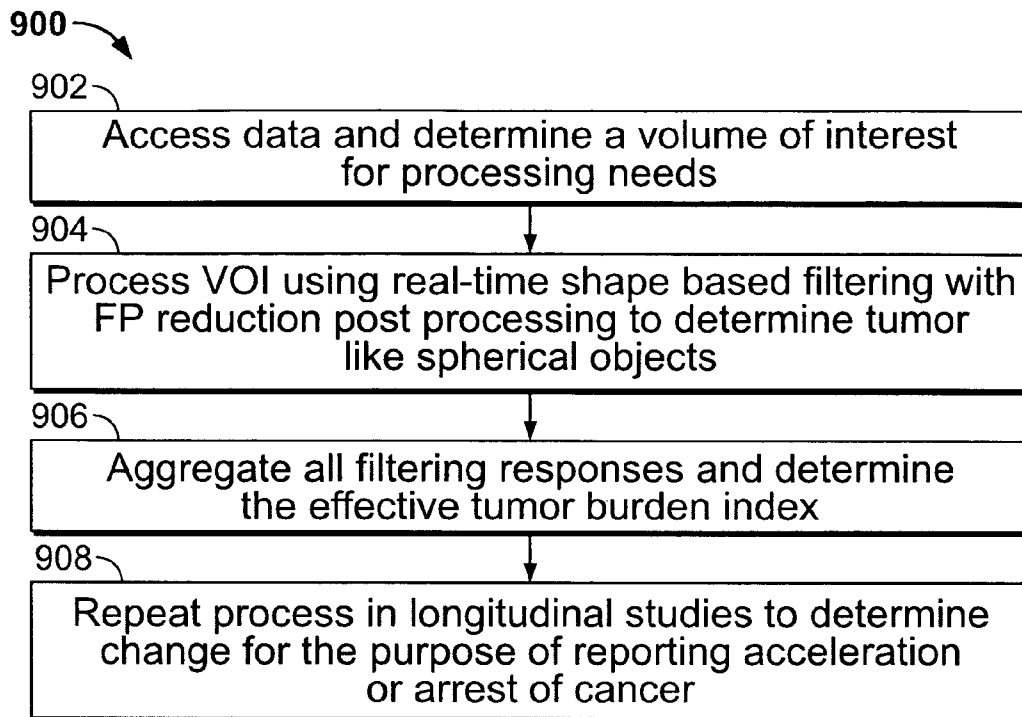 900
902
Access data and determine a volume of interest
for processing needs
904
Process VOI using real-time shape based filtering with
FP reduction post processing to determine tumor
like spherical objects
906
Aggregate all filtering responses and determine
the effective tumor burden index
908
Repeat process in longitudinal studies to determine
change for the purpose of reporting acceleration
or arrest of cancer